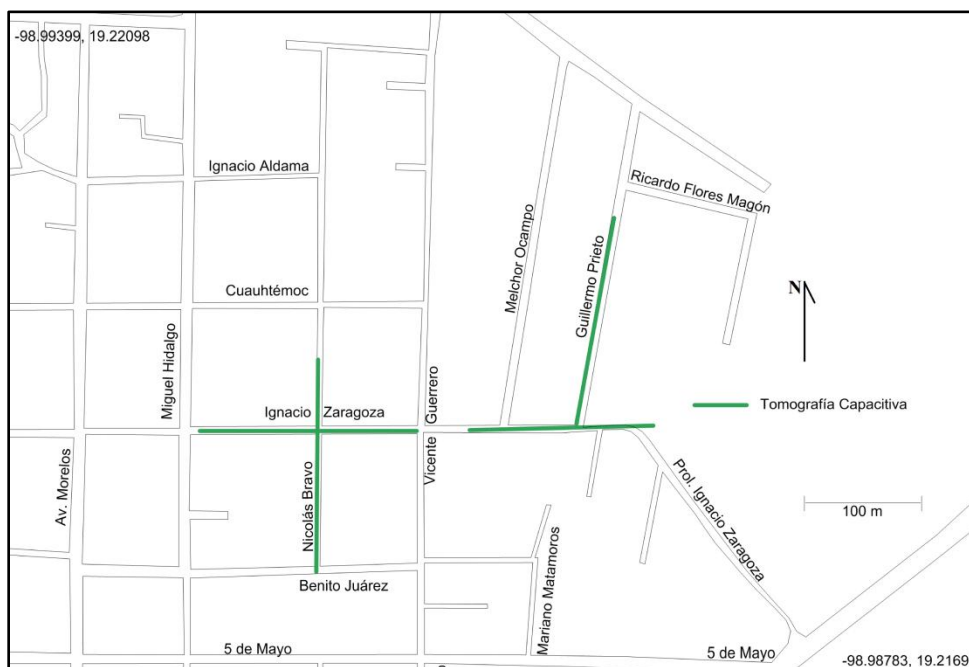 -98.99399, 19.22098
Ignacio Aldama
Ricardo Flores Magón
Melchor Ocampo
Guillermo Prieto
Cuauhtémoc
N
Miguel Hidalgo
Guerrero
Ignacio Zaragoza
Tomografía Capacitiva
Vicente
Nicolás Bravo
Av. Morelos
Prol. Ignacio Zaragoza
100 m
Mariano Matamoros
Benito Juárez
5 de Mayo
5 de Mayo
-98.98783, 19.2169